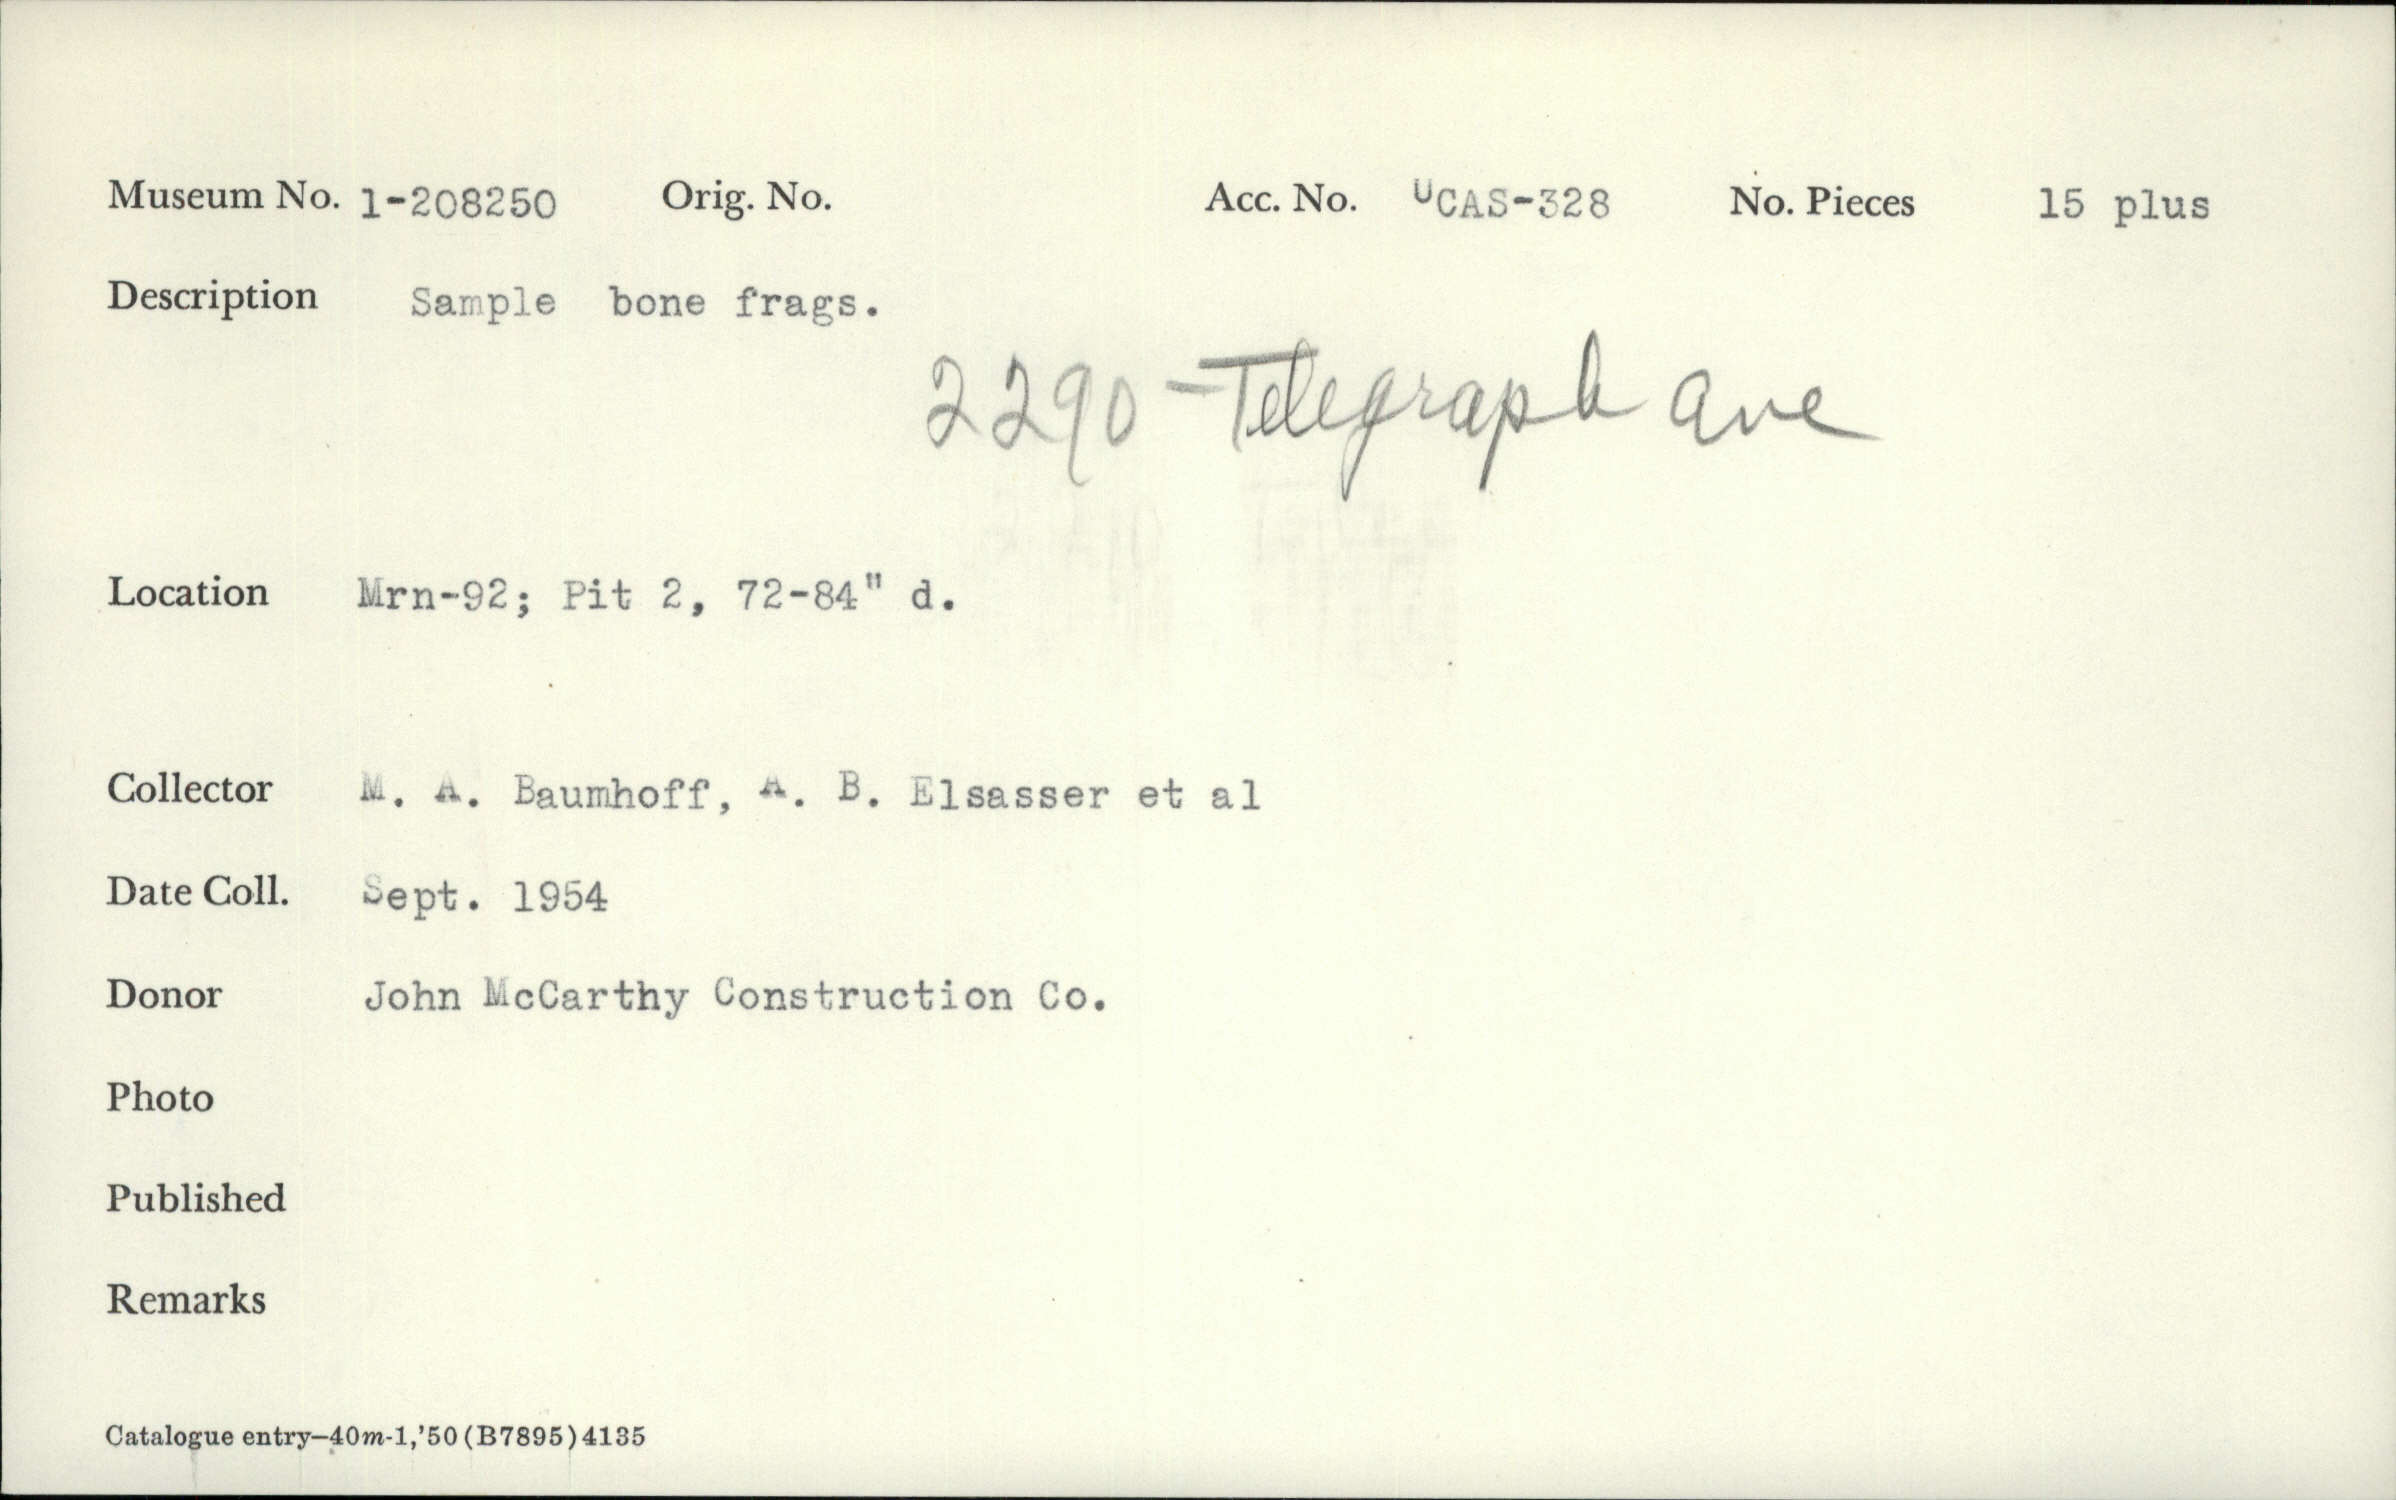 Museum No. 1-208250 Orig. No. Acc. No. UCAS-328 No. Pieces 15 plus
Description Sample bone frags.
2290-Telegraph Ave
Location Mrn-92; Pit 2, 72-84" d.
Collector M. A. Baumhoff, A. B. Elsasser et al
Date Coll. Sept. 1954
Donor John McCarthy Construction Co.
Photo
Published
Remarks
Catalogue entry—40m-1,'50(B7895)4135